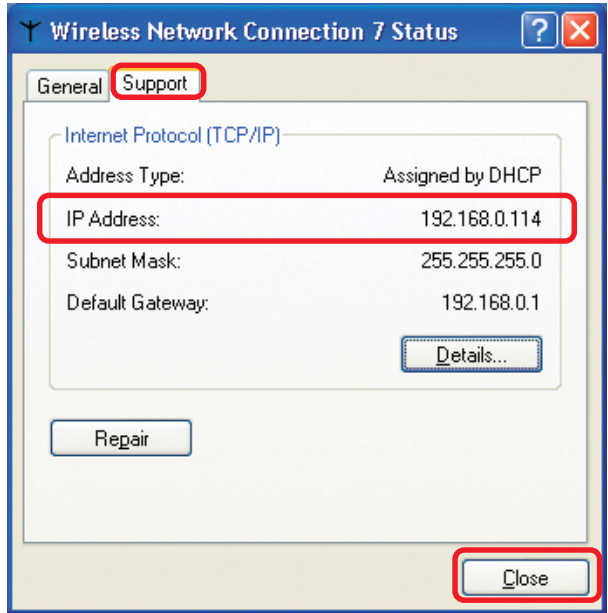 Wireless Network Connection 7 Status
General Support
Internet Protocol (TCP/IP)
Address Type: Assigned by DHCP
IP Address: 192.168.0.114
Subnet Mask: 255.255.255.0
Default Gateway: 192.168.0.1
Details...
Repair
Close